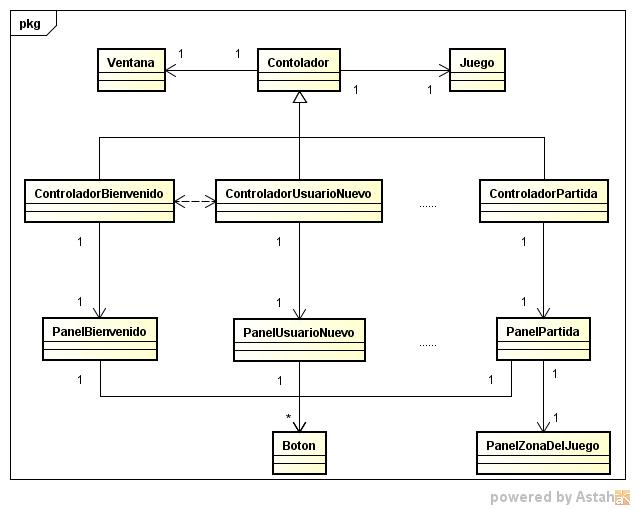 pkg
Ventana 1 1 Contolador Juego
1 1
ControladorBienvenido ControladorUsuarioNuevo ...... ControladorPartida
1 1 1
1 1 1
PanelBienvenido PanelUsuarioNuevo ...... PanelPartida
1 1 1 1
* 1
Boton PanelZonaDelJuego
powered by Astah